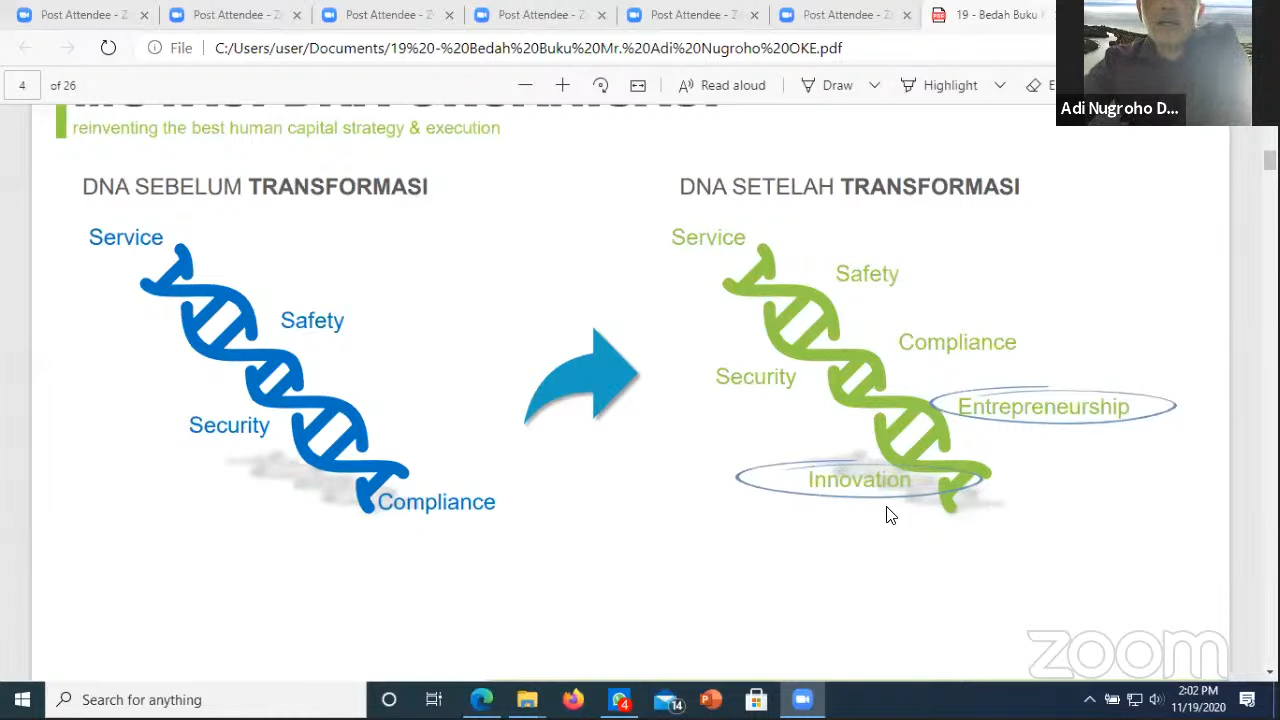 Post Attendee - Z
Post Attendee - Z
Post Attendee - Z
Post Attendee - Z
Post Attendee - Z
Post Attendee - Z
19 - Bedah Buku
File
C:/Users/user/Documents/19%20-%20Bedah%20Buku%20Mr.%20Adi%20Nugroho%20OKE.pdf
4 of 26
Read aloud
Draw
Highlight
Adi Nugroho D...
reinventing the best human capital strategy & execution
DNA SEBELUM TRANSFORMASI
Service
Safety
Security
Compliance
DNA SETELAH TRANSFORMASI
Service
Safety
Compliance
Security
Entrepreneurship
Innovation
zoom
Search for anything
4
14
2:02 PM
11/19/2020